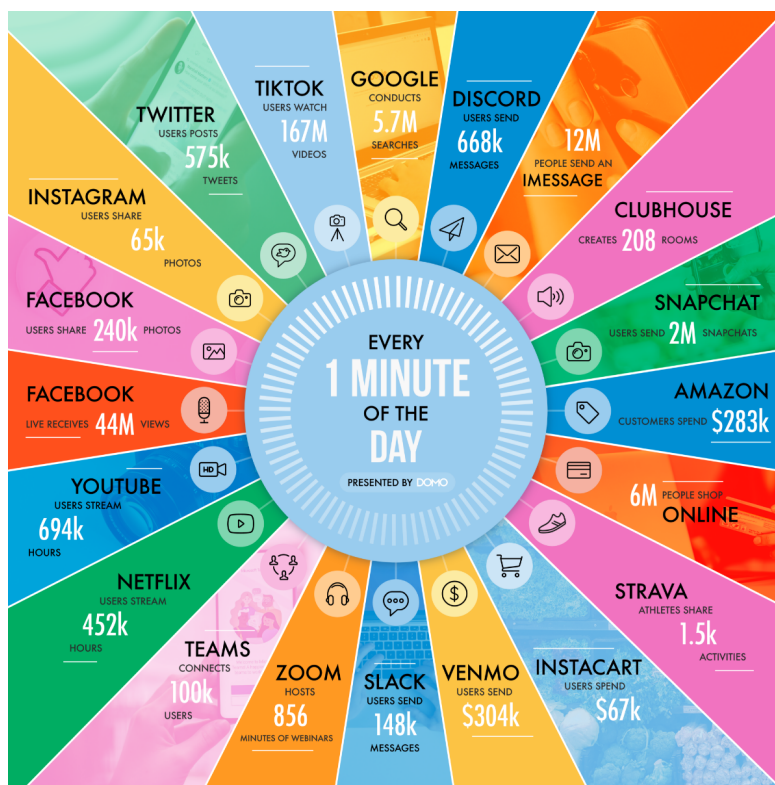 EVERY
1 MINUTE
OF THE
DAY
PRESENTED BY DOMO
GOOGLE
CONDUCTS
5.7M
SEARCHES
DISCORD
USERS SEND
668k
MESSAGES
12M
PEOPLE SEND AN
IMESSAGE
CLUBHOUSE
CREATES 208 ROOMS
SNAPCHAT
USERS SEND 2M SNAPCHATS
AMAZON
CUSTOMERS SPEND $283k
6M PEOPLE SHOP
ONLINE
STRAVA
ATHLETES SHARE
1.5k
ACTIVITIES
INSTACART
USERS SPEND
$67k
VENMO
USERS SEND
$304k
SLACK
USERS SEND
148k
MESSAGES
ZOOM
HOSTS
856
MINUTES OF WEBINARS
TEAMS
CONNECTS
100k
USERS
NETFLIX
USERS STREAM
452k
HOURS
YOUTUBE
USERS STREAM
694k
HOURS
HD
FACEBOOK
LIVE RECEIVES 44M VIEWS
FACEBOOK
USERS SHARE 240k PHOTOS
INSTAGRAM
USERS SHARE
65k
PHOTOS
TWITTER
USERS POSTS
575k
TWEETS
TIKTOK
USERS WATCH
167M
VIDEOS